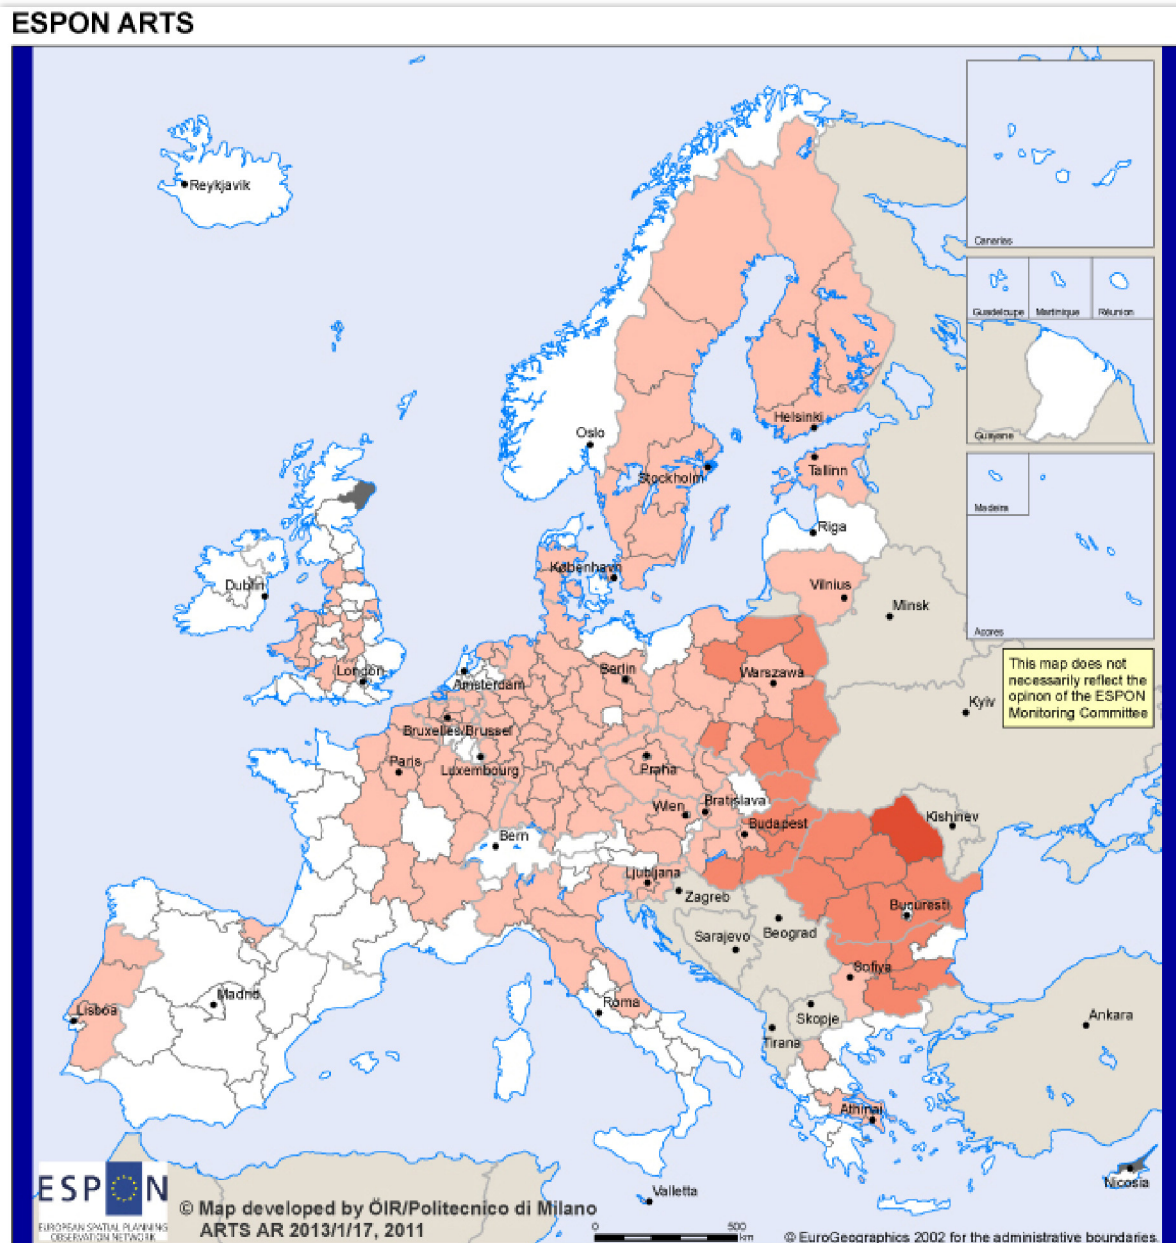 ESPON ARTS
Reykjavik
Canarias
Guadeloupe
Martinique
Réunion
Guayane
Madeira
Acores
This map does not
necessarily reflect the
opinon of the ESPON
Monitoring Committee
Oslo
Helsinki
Stockholm
Tallinn
Riga
København
Dublin
Vilnius
Minsk
London
Amsterdam
Berlin
Warszawa
Kyiv
Bruxelles/Brussel
Paris
Luxembourg
Praha
Wien
Bratislava
Budapest
Kishinev
Bern
Ljubljana
Zagreb
Bucuresti
Sarajevo
Beograd
Sofiya
Madrid
Lisboa
Roma
Skopje
Tirana
Ankara
Athinai
Nicosia
Valletta
ESPON
EUROPEAN SPATIAL PLANNING
OBSERVATION NETWORK
© Map developed by ÖIR/Politecnico di Milano
ARTS AR 2013/1/17, 2011
0 500
km
© EuroGeographics 2002 for the administrative boundaries